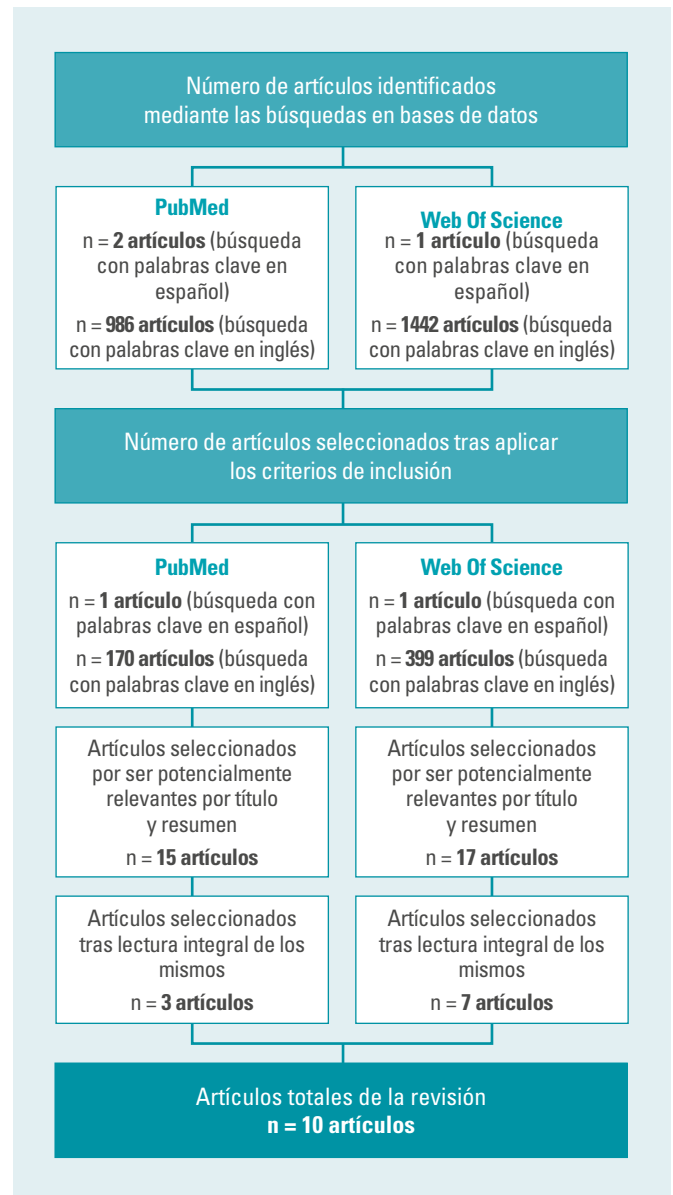 Número de artículos identificados
mediante las búsquedas en bases de datos
PubMed
n = 2 artículos (búsqueda
con palabras clave en
español)
n = 986 artículos (búsqueda
con palabras clave en inglés)
Web Of Science
n = 1 artículo (búsqueda
con palabras clave en
español)
n = 1442 artículos (búsqueda
con palabras clave en inglés)
Número de artículos seleccionados tras aplicar
los criterios de inclusión
PubMed
n = 1 artículo (búsqueda con
palabras clave en español)
n = 170 artículos (búsqueda
con palabras clave en inglés)
Web Of Science
n = 1 artículo (búsqueda con
palabras clave en español)
n = 399 artículos (búsqueda
con palabras clave en inglés)
Artículos seleccionados
por ser potencialmente
relevantes por título
y resumen
n = 15 artículos
Artículos seleccionados
por ser potencialmente
relevantes por título
y resumen
n = 17 artículos
Artículos seleccionados
tras lectura integral de los
mismos
n = 3 artículos
Artículos seleccionados
tras lectura integral de los
mismos
n = 7 artículos
Artículos totales de la revisión
n = 10 artículos